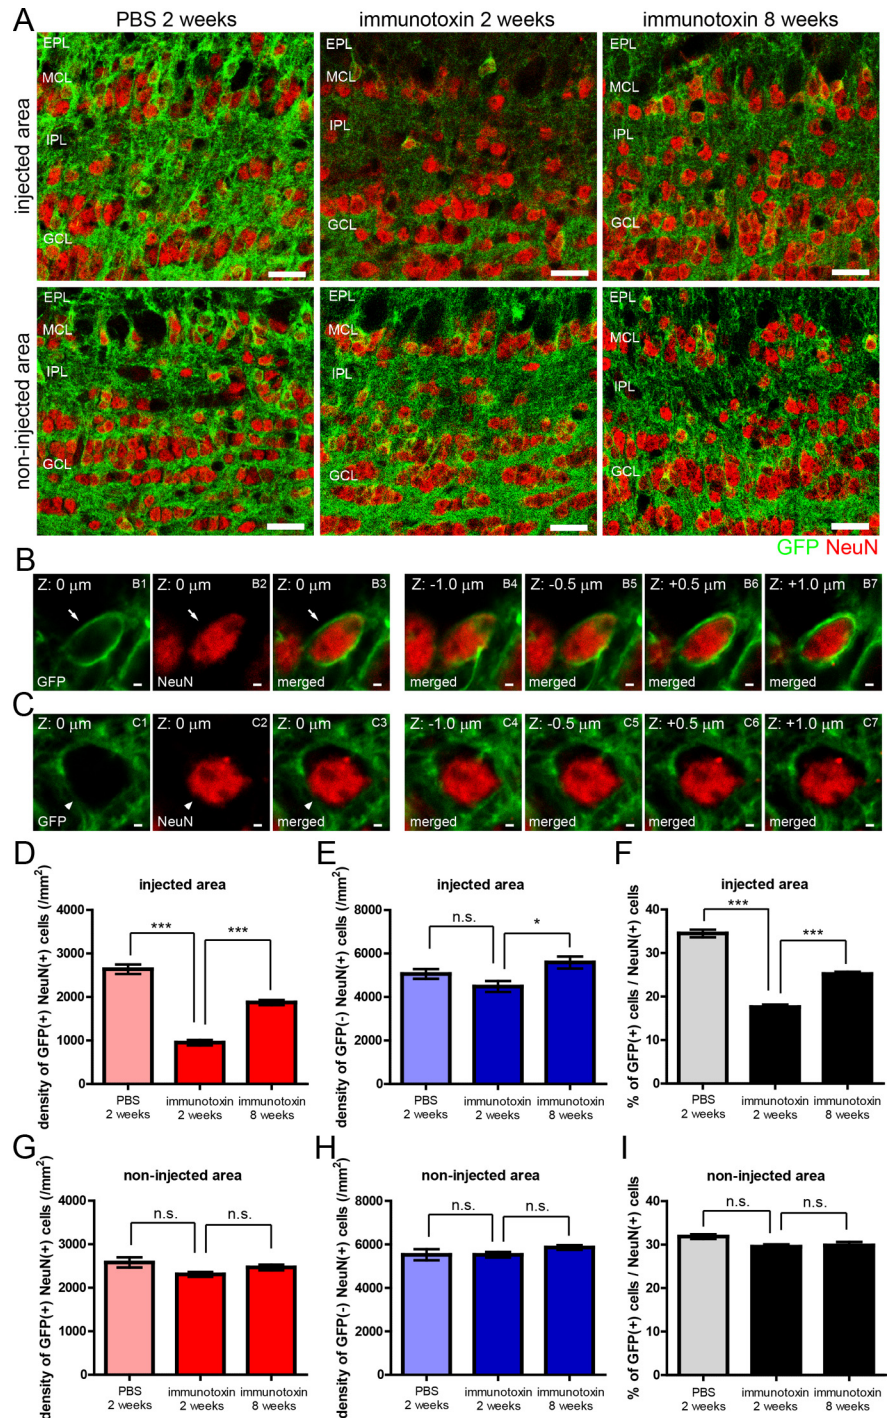 A
PBS 2 weeks
immunotoxin 2 weeks
immunotoxin 8 weeks
injected area
EPL
MCL
IPL
GCL
EPL
MCL
IPL
GCL
EPL
MCL
IPL
GCL
non-injected area
EPL
MCL
IPL
GCL
EPL
MCL
IPL
GCL
EPL
MCL
IPL
GCL
GFP NeuN
B
Z: 0 μm B1
GFP
Z: 0 μm B2
NeuN
Z: 0 μm B3
merged
Z: -1.0 μm B4
merged
Z: -0.5 μm B5
merged
Z: +0.5 μm B6
merged
Z: +1.0 μm B7
merged
C
Z: 0 μm C1
GFP
Z: 0 μm C2
NeuN
Z: 0 μm C3
merged
Z: -1.0 μm C4
merged
Z: -0.5 μm C5
merged
Z: +0.5 μm C6
merged
Z: +1.0 μm C7
merged
D
injected area
density of GFP(+) NeuN(+) cells (/mm²)
4000
3000
2000
1000
0
***
***
PBS
2 weeks
immunotoxin
2 weeks
immunotoxin
8 weeks
E
injected area
density of GFP(-) NeuN(+) cells (/mm²)
8000
6000
4000
2000
0
n.s.
*
PBS
2 weeks
immunotoxin
2 weeks
immunotoxin
8 weeks
F
injected area
% of GFP(+) cells / NeuN(+) cells
40
30
20
10
0
***
***
PBS
2 weeks
immunotoxin
2 weeks
immunotoxin
8 weeks
G
non-injected area
density of GFP(+) NeuN(+) cells (/mm²)
4000
3000
2000
1000
0
n.s.
n.s.
PBS
2 weeks
immunotoxin
2 weeks
immunotoxin
8 weeks
H
non-injected area
density of GFP(-) NeuN(+) cells (/mm²)
8000
6000
4000
2000
0
n.s.
n.s.
PBS
2 weeks
immunotoxin
2 weeks
immunotoxin
8 weeks
I
non-injected area
% of GFP(+) cells / NeuN(+) cells
40
30
20
10
0
n.s.
n.s.
PBS
2 weeks
immunotoxin
2 weeks
immunotoxin
8 weeks